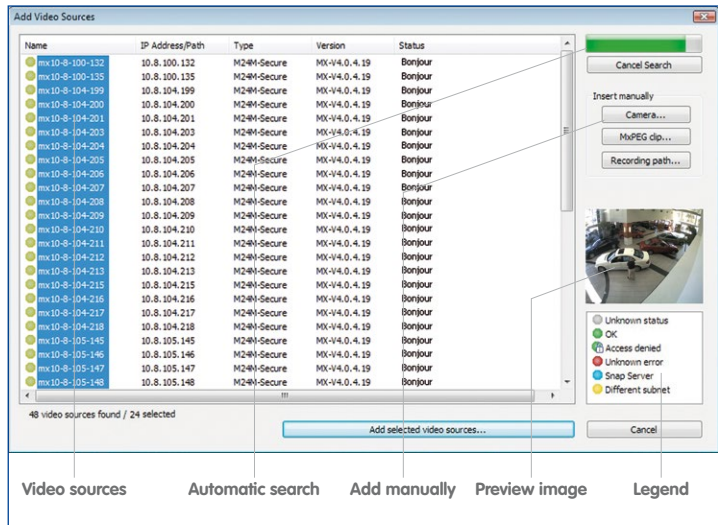 Add Video Sources
Name IP Address/Path Type Version Status
mx10-8-100-132 10.8.100.132 M24M-Secure MX-V4.0.4.19 Bonjour
mx10-8-100-135 10.8.100.135 M24M-Secure MX-V4.0.4.19 Bonjour
mx10-8-104-199 10.8.104.199 M24M-Secure MX-V4.0.4.19 Bonjour
mx10-8-104-200 10.8.104.200 M24M-Secure MX-V4.0.4.19 Bonjour
mx10-8-104-201 10.8.104.201 M24M-Secure MX-V4.0.4.19 Bonjour
mx10-8-104-203 10.8.104.203 M24M-Secure MX-V4.0.4.19 Bonjour
mx10-8-104-204 10.8.104.204 M24M-Secure MX-V4.0.4.19 Bonjour
mx10-8-104-205 10.8.104.205 M24M-Secure MX-V4.0.4.19 Bonjour
mx10-8-104-206 10.8.104.206 M24M-Secure MX-V4.0.4.19 Bonjour
mx10-8-104-207 10.8.104.207 M24M-Secure MX-V4.0.4.19 Bonjour
mx10-8-104-208 10.8.104.208 M24M-Secure MX-V4.0.4.19 Bonjour
mx10-8-104-209 10.8.104.209 M24M-Secure MX-V4.0.4.19 Bonjour
mx10-8-104-210 10.8.104.210 M24M-Secure MX-V4.0.4.19 Bonjour
mx10-8-104-211 10.8.104.211 M24M-Secure MX-V4.0.4.19 Bonjour
mx10-8-104-212 10.8.104.212 M24M-Secure MX-V4.0.4.19 Bonjour
mx10-8-104-213 10.8.104.213 M24M-Secure MX-V4.0.4.19 Bonjour
mx10-8-104-215 10.8.104.215 M24M-Secure MX-V4.0.4.19 Bonjour
mx10-8-104-216 10.8.104.216 M24M-Secure MX-V4.0.4.19 Bonjour
mx10-8-104-217 10.8.104.217 M24M-Secure MX-V4.0.4.19 Bonjour
mx10-8-104-218 10.8.104.218 M24M-Secure MX-V4.0.4.19 Bonjour
mx10-8-105-145 10.8.105.145 M24M-Secure MX-V4.0.4.19 Bonjour
mx10-8-105-146 10.8.105.146 M24M-Secure MX-V4.0.4.19 Bonjour
mx10-8-105-147 10.8.105.147 M24M-Secure MX-V4.0.4.19 Bonjour
mx10-8-105-148 10.8.105.148 M24M-Secure MX-V4.0.4.19 Bonjour
48 video sources found / 24 selected
Add selected video sources...
Cancel Search
Insert manually
Camera...
MxPEG clip...
Recording path...
Unknown status
OK
Access denied
Unknown error
Snap Server
Different subnet
Cancel
Video sources Automatic search Add manually Preview image Legend